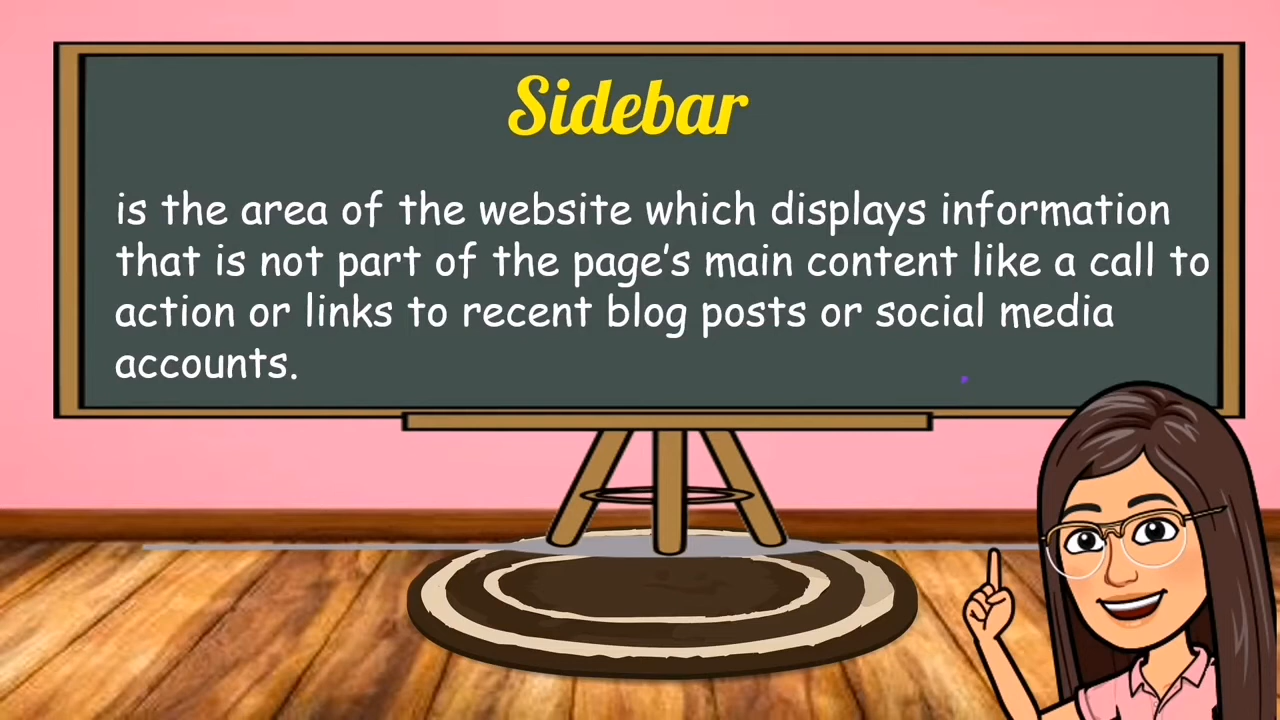 Sidebar
is the area of the website which displays information
that is not part of the page's main content like a call to
action or links to recent blog posts or social media
accounts.